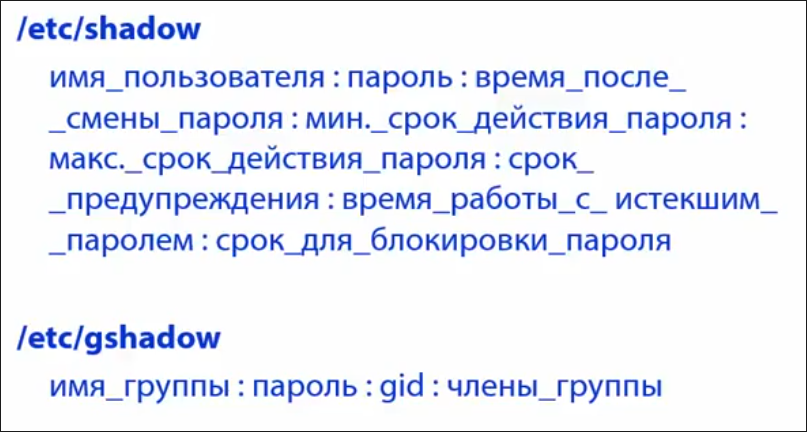 /etc/shadow
имя_пользователя : пароль : время_после_
_смены_пароля : мин._срок_действия_пароля :
макс._срок_действия_пароля : срок_
_предупреждения : время_работы_с_ истекшим_
_паролем : срок_для_блокировки_пароля
/etc/gshadow
имя_группы : пароль : gid : члены_группы